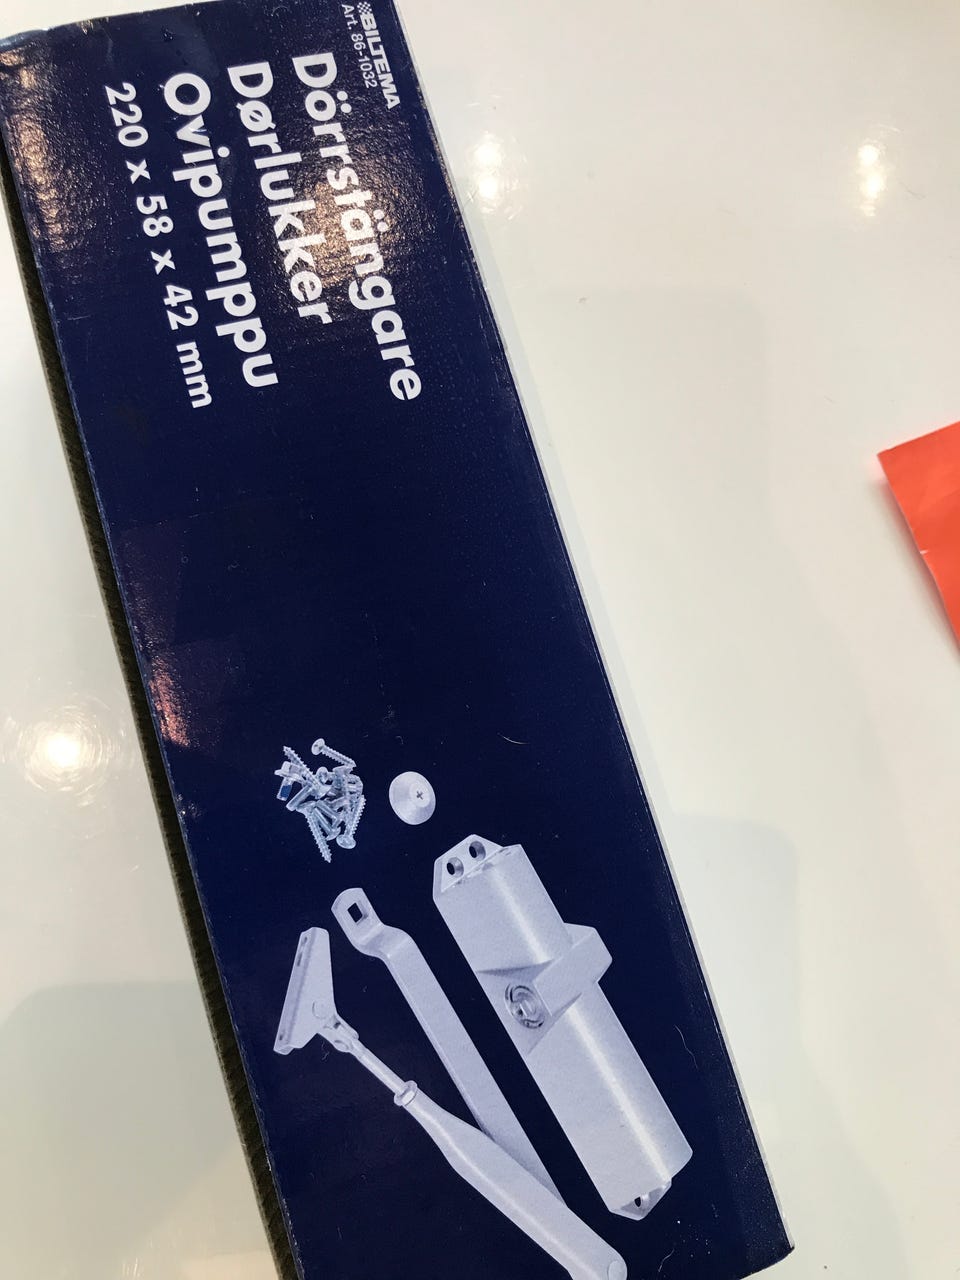 BILTEMA
Art. 86-1032
Dörrstängare
Dørlukker
Ovipumppu
220 x 58 x 42 mm